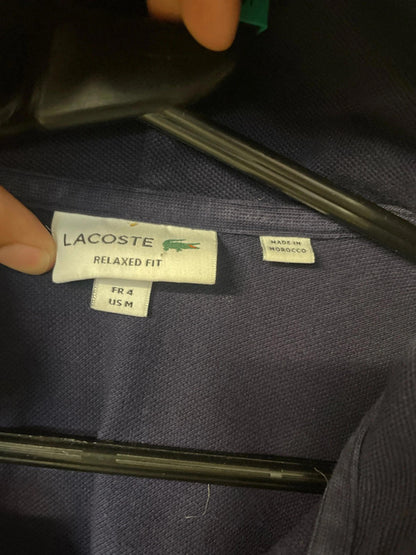 LACOSTE
RELAXED FIT
FR 4
US M
MADE IN
MOROCCO